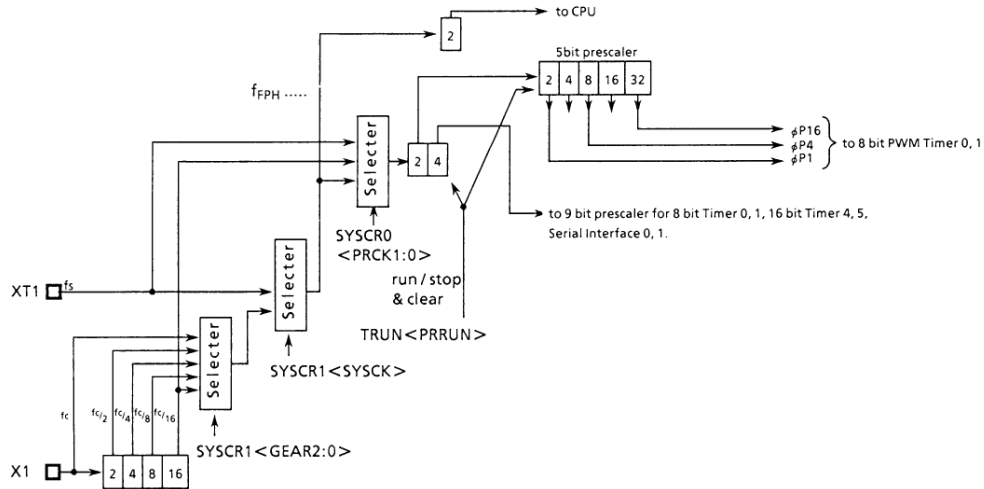 to CPU
2
5bit prescaler
2 4 8 16 32
fFPH .....
Selecter
2 4
φP16
φP4
φP1
to 8 bit PWM Timer 0, 1
to 9 bit prescaler for 8 bit Timer 0, 1, 16 bit Timer 4, 5,
Serial Interface 0, 1.
SYSCR0
<PRCK1:0>
run / stop
& clear
TRUN<PRRUN>
XT1
fs
Selecter
SYSCR1<SYSCK>
Selecter
fc
fc/2
fc/4
fc/8
fc/16
SYSCR1<GEAR2:0>
X1
2 4 8 16